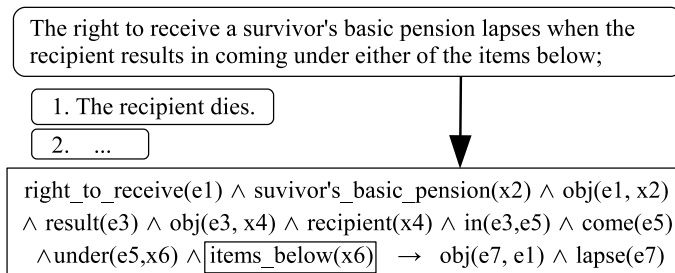 The right to receive a survivor's basic pension lapses when the
recipient results in coming under either of the items below;
1. The recipient dies.
2. ...
right_to_receive(e1) ∧ suvivor's_basic_pension(x2) ∧ obj(e1, x2)
∧ result(e3) ∧ obj(e3, x4) ∧ recipient(x4) ∧ in(e3,e5) ∧ come(e5)
∧under(e5,x6) ∧ items_below(x6) → obj(e7, e1) ∧ lapse(e7)